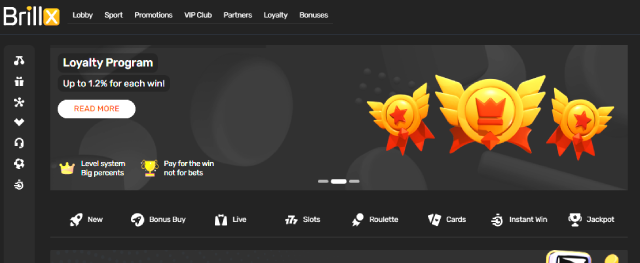 Brillx
Lobby Sport Promotions VIP Club Partners Loyalty Bonuses
Loyalty Program
Up to 1.2% for each win!
READ MORE
Level system
Big percents
Pay for the win
not for bets
New Bonus Buy Live Slots Roulette Cards Instant Win Jackpot